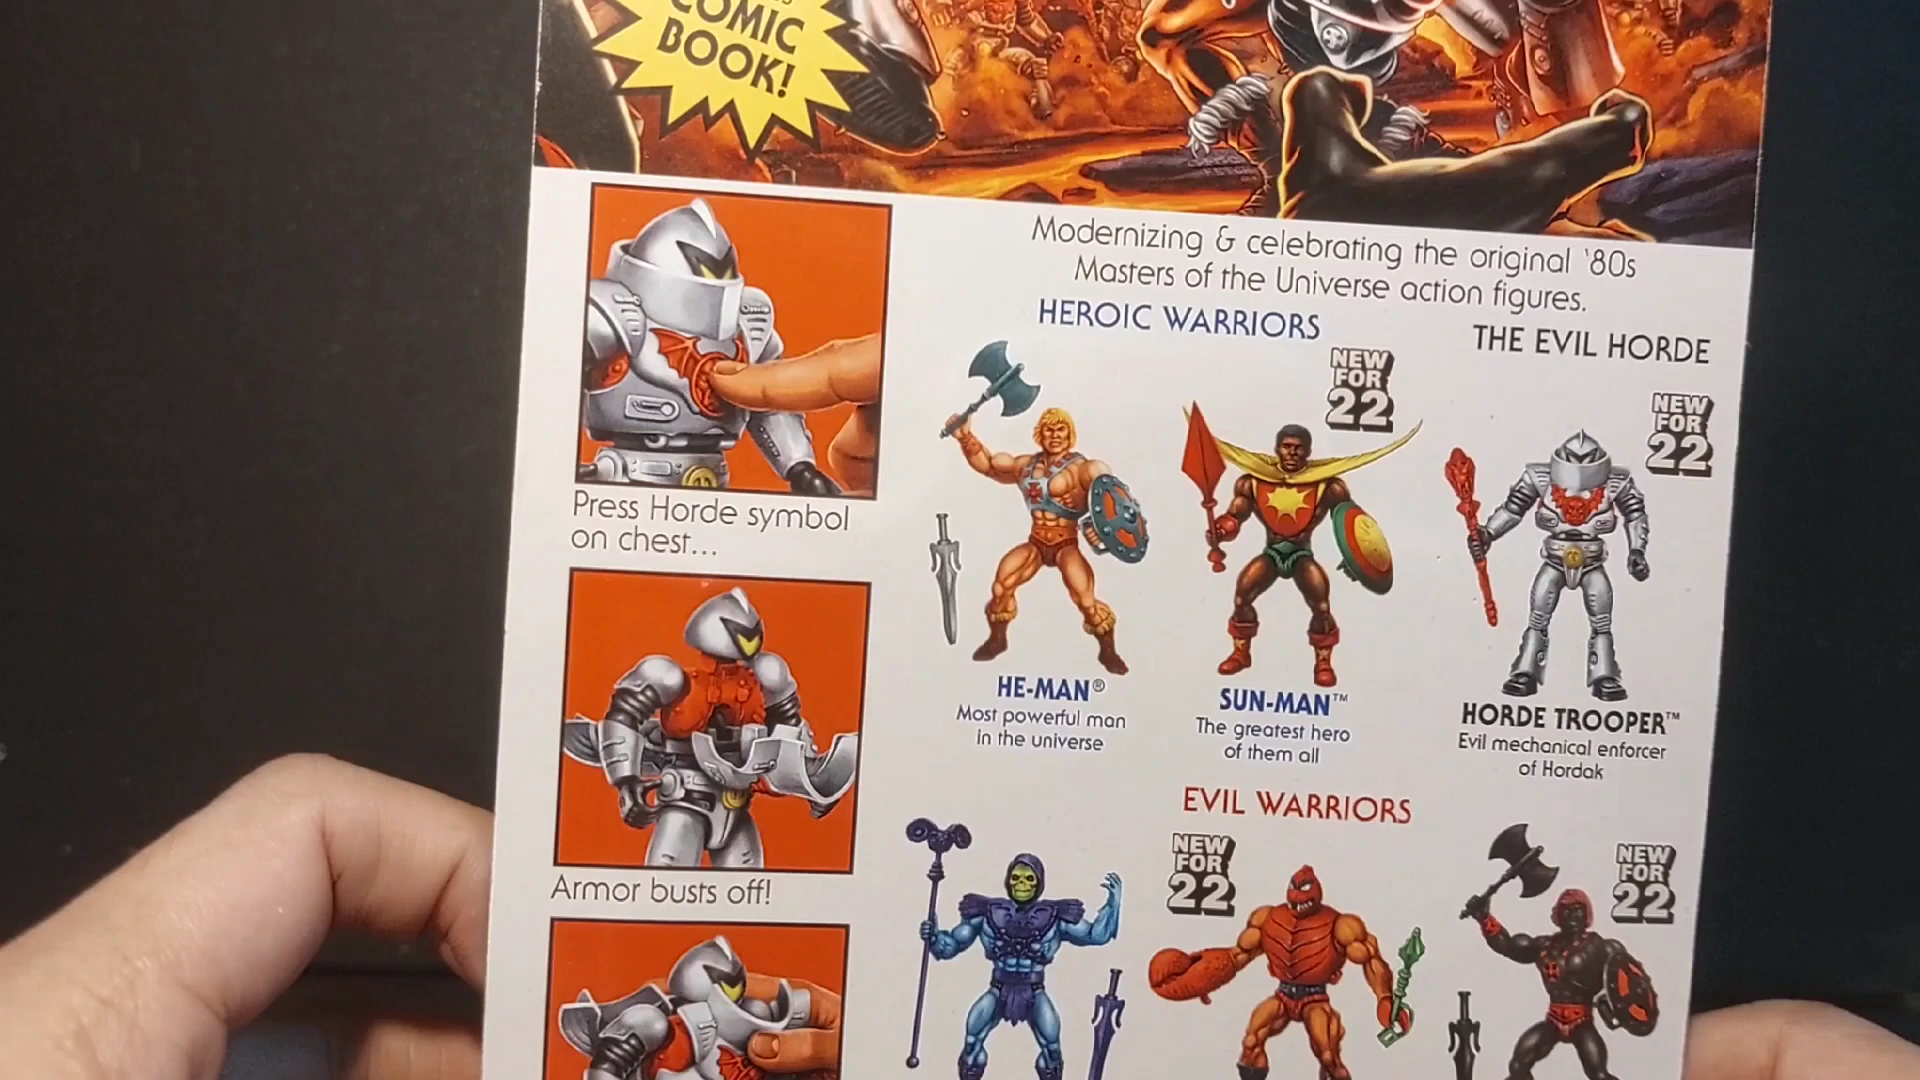 COMIC
BOOK!
Modernizing & celebrating the original '80s
Masters of the Universe action figures.
HEROIC WARRIORS
THE EVIL HORDE
NEW
FOR
22
NEW
FOR
22
Press Horde symbol
on chest...
HE-MAN®
Most powerful man
in the universe
SUN-MAN™
The greatest hero
of them all
HORDE TROOPER™
Evil mechanical enforcer
of Hordak
EVIL WARRIORS
NEW
FOR
22
NEW
FOR
22
Armor busts off!